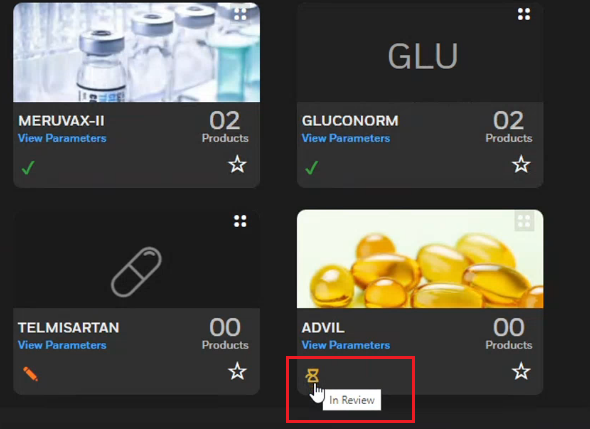 GLU
MERUVAX-II
02
View Parameters
Products
GLUCONORM
02
View Parameters
Products
TELMISARTAN
00
View Parameters
Products
ADVIL
00
View Parameters
Products
In Review